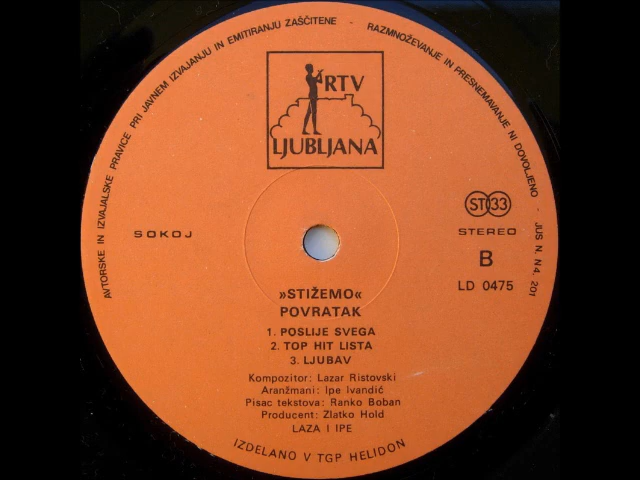 AVTORSKE IN IZVAJALSKE PRAVICE PRI JAVNEM IZVAJANJU IN EMITIRANJU ZAŠČITENE - RAZMNOŽEVANJE IN PRESNEMAVANJE NI DOVOLJENO - JUS N. N4. 201
RTV
LJUBLJANA
SOKOJ
ST 33
STEREO
B
LD 0475
»STIŽEMO«
POVRATAK
1. POSLIJE SVEGA
2. TOP HIT LISTA
3. LJUBAV
Kompozitor: Lazar Ristovski
Aranžmani: Ipe Ivandić
Pisac tekstova: Ranko Boban
Producent: Zlatko Hold
LAZA I IPE
IZDELANO V TGP HELIDON